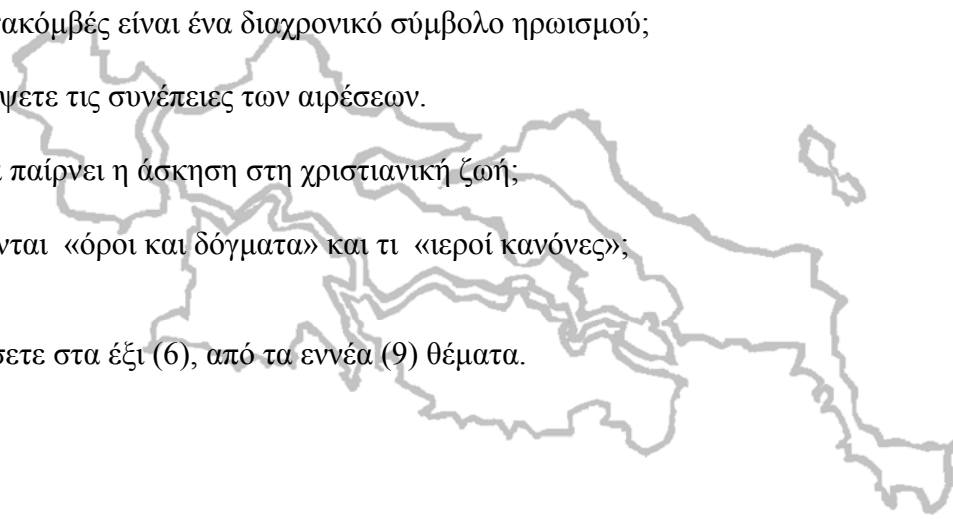 ακόμβές είναι ένα διαχρονικό σύμβολο ηρωισμού;
ψετε τις συνέπειες των αιρέσεων.
παίρνει η άσκηση στη χριστιανική ζωή;
νται «όροι και δόγματα» και τι «ιεροί κανόνες»;
σετε στα έξι (6), από τα εννέα (9) θέματα.